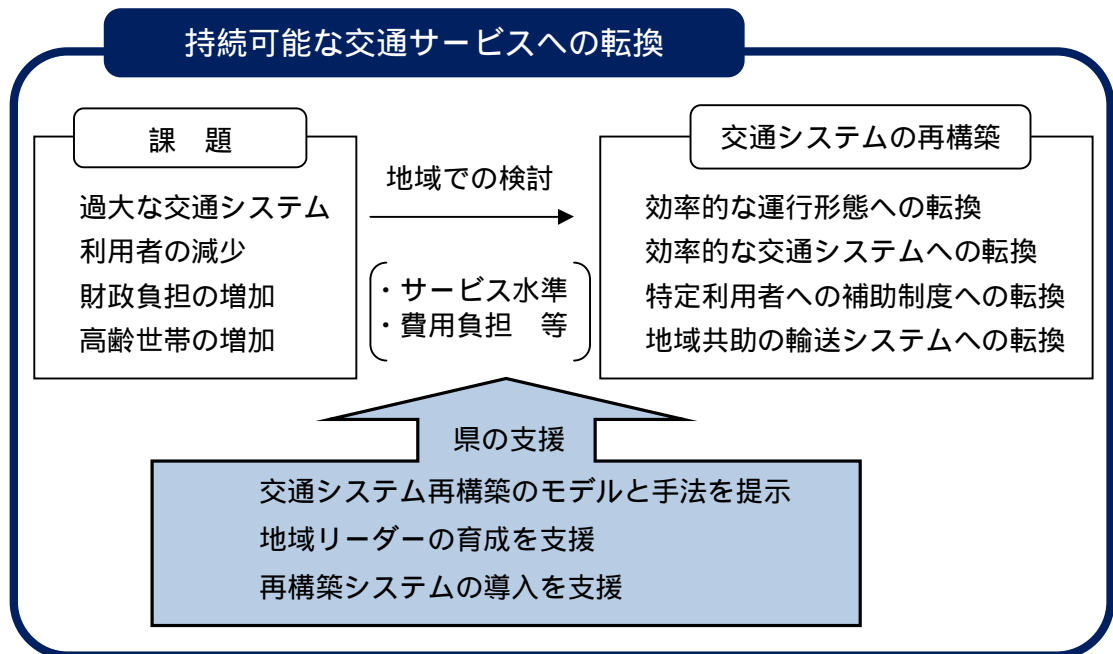 持続可能な交通サービスへの転換
課 題
過大な交通システム
利用者の減少
財政負担の増加
高齢世帯の増加
地域での検討
・サービス水準
・費用負担 等
交通システムの再構築
効率的な運行形態への転換
効率的な交通システムへの転換
特定利用者への補助制度への転換
地域共助の輸送システムへの転換
県の支援
交通システム再構築のモデルと手法を提示
地域リーダーの育成を支援
再構築システムの導入を支援